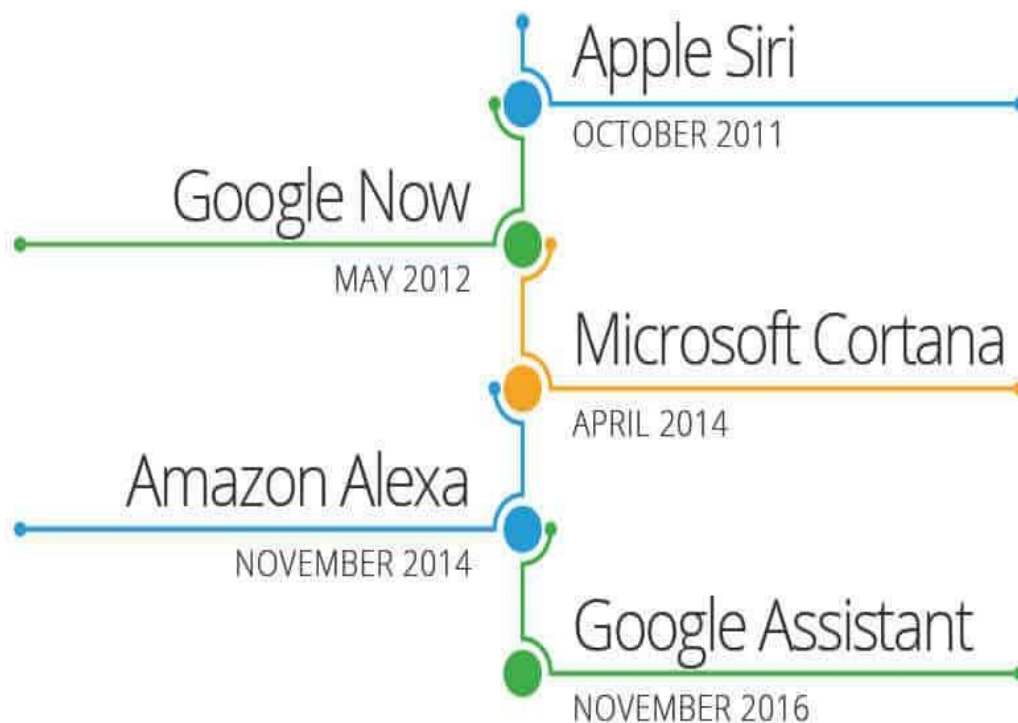 Apple Siri
OCTOBER 2011
Google Now
MAY 2012
Microsoft Cortana
APRIL 2014
Amazon Alexa
NOVEMBER 2014
Google Assistant
NOVEMBER 2016